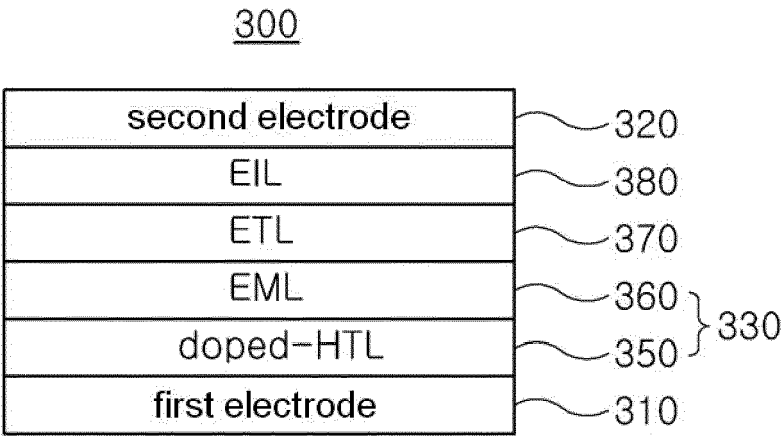 300
second electrode 320
EIL 380
ETL 370
EML 360
330
doped-HTL 350
first electrode 310